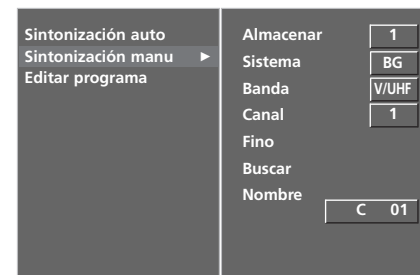 Sintonización auto
Sintonización manu ►
Editar programa
Almacenar 1
Sistema BG
Banda V/UHF
Canal 1
Fino
Buscar
Nombre
C 01